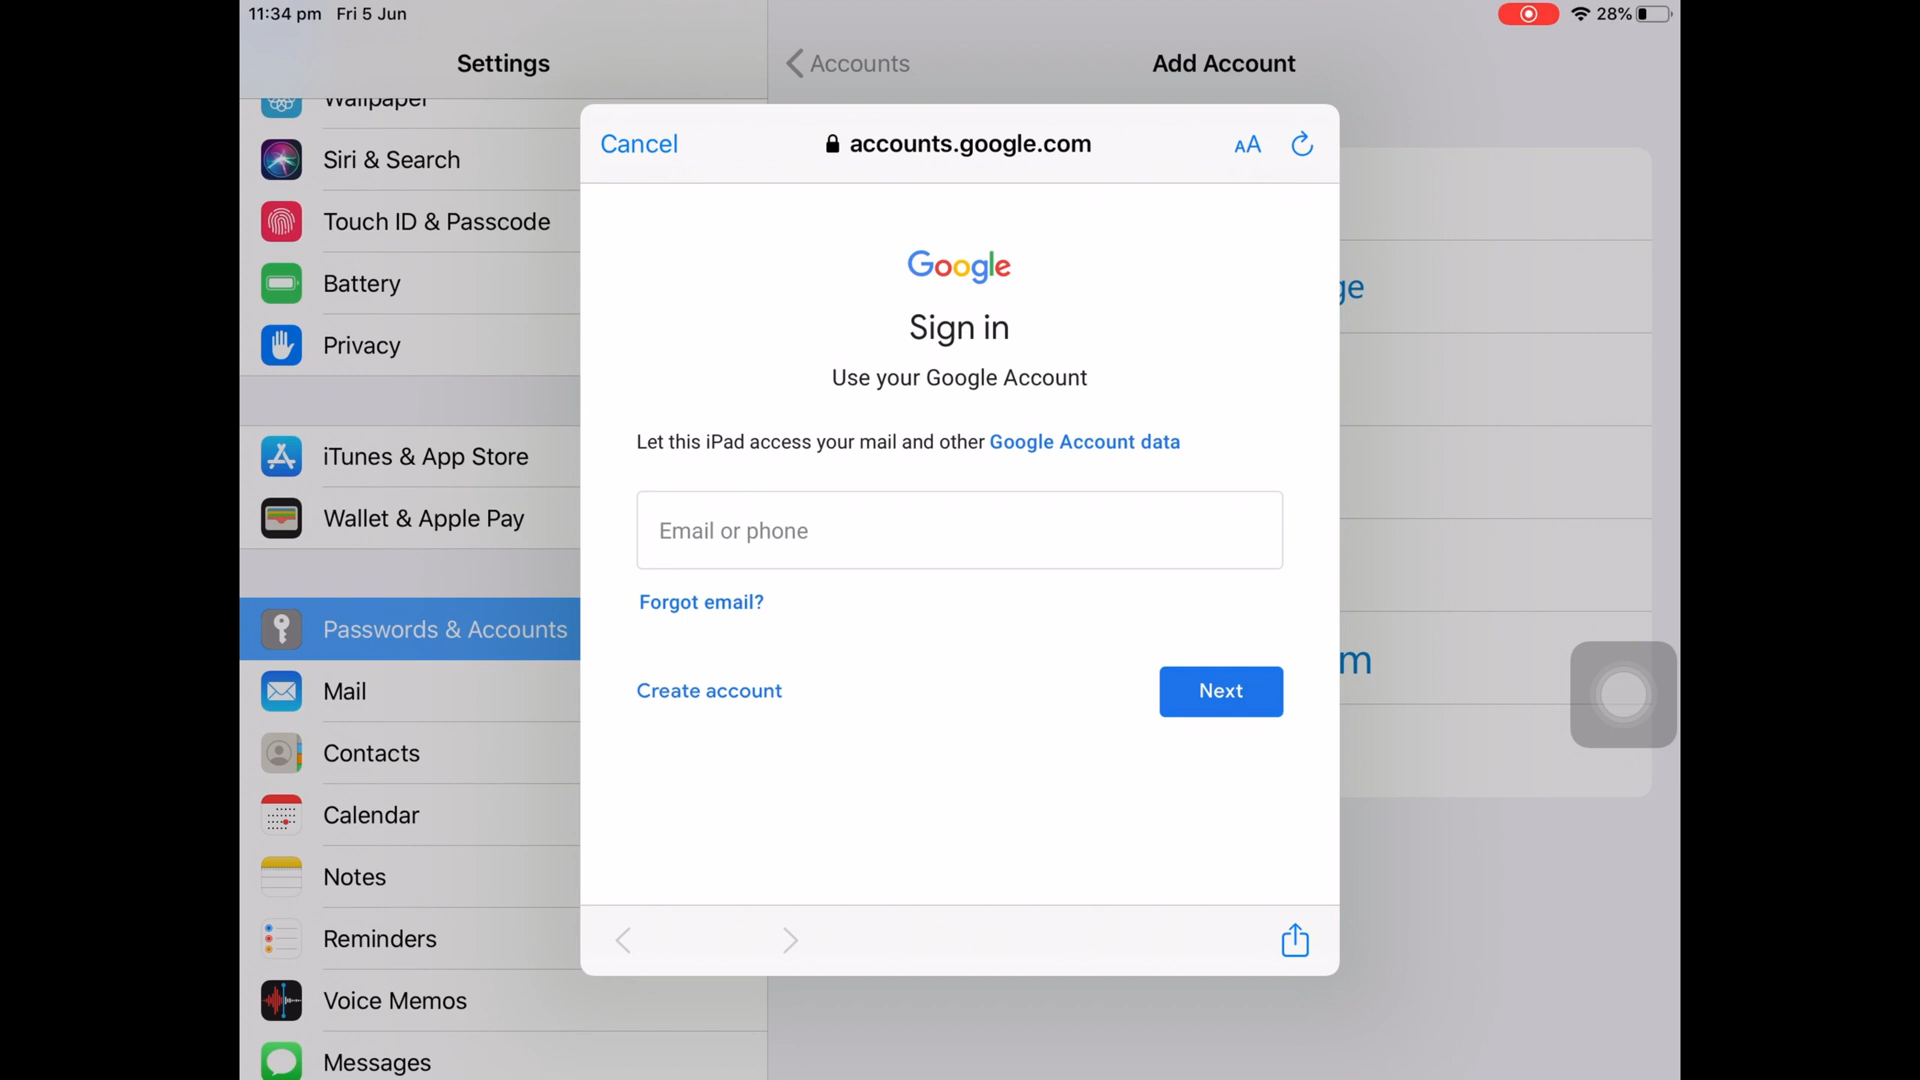 11:34 pm Fri 5 Jun
28%
Settings
Wallpaper
Siri & Search
Touch ID & Passcode
Battery
Privacy
iTunes & App Store
Wallet & Apple Pay
Passwords & Accounts
Mail
Contacts
Calendar
Notes
Reminders
Voice Memos
Messages
Accounts
Add Account
ge
m
Cancel
accounts.google.com
AA
Google
Sign in
Use your Google Account
Let this iPad access your mail and other Google Account data
Email or phone
Forgot email?
Create account
Next